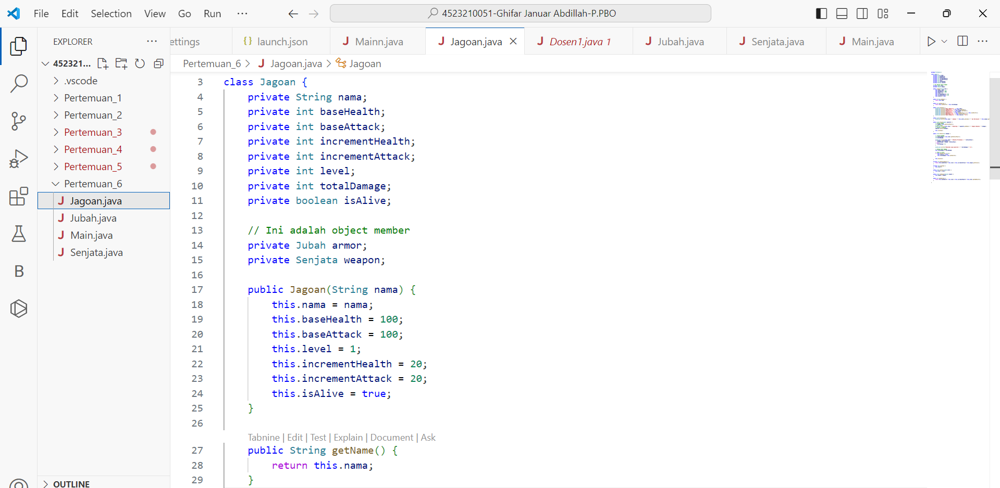 File Edit Selection View Go Run ··· 4523210051-Ghifar Januar Abdillah-P.PBO
EXPLORER ···
ettings {} launch.json J Mainn.java J Jagoan.java J Dosen1.java 1 J Jubah.java J Senjata.java J Main.java ···
452321...
.vscode
Pertemuan_1
Pertemuan_2
Pertemuan_3
Pertemuan_4
Pertemuan_5
Pertemuan_6
J Jagoan.java
J Jubah.java
J Main.java
J Senjata.java
B
OUTLINE
Pertemuan_6 > J Jagoan.java > Jagoan
3 class Jagoan {
4 private String nama;
5 private int baseHealth;
6 private int baseAttack;
7 private int incrementHealth;
8 private int incrementAttack;
9 private int level;
10 private int totalDamage;
11 private boolean isAlive;
12
13 // Ini adalah object member
14 private Jubah armor;
15 private Senjata weapon;
16
17 public Jagoan(String nama) {
18 this.nama = nama;
19 this.baseHealth = 100;
20 this.baseAttack = 100;
21 this.level = 1;
22 this.incrementHealth = 20;
23 this.incrementAttack = 20;
24 this.isAlive = true;
25 }
26
Tabnine | Edit | Test | Explain | Document | Ask
27 public String getName() {
28 return this.nama;
29 }